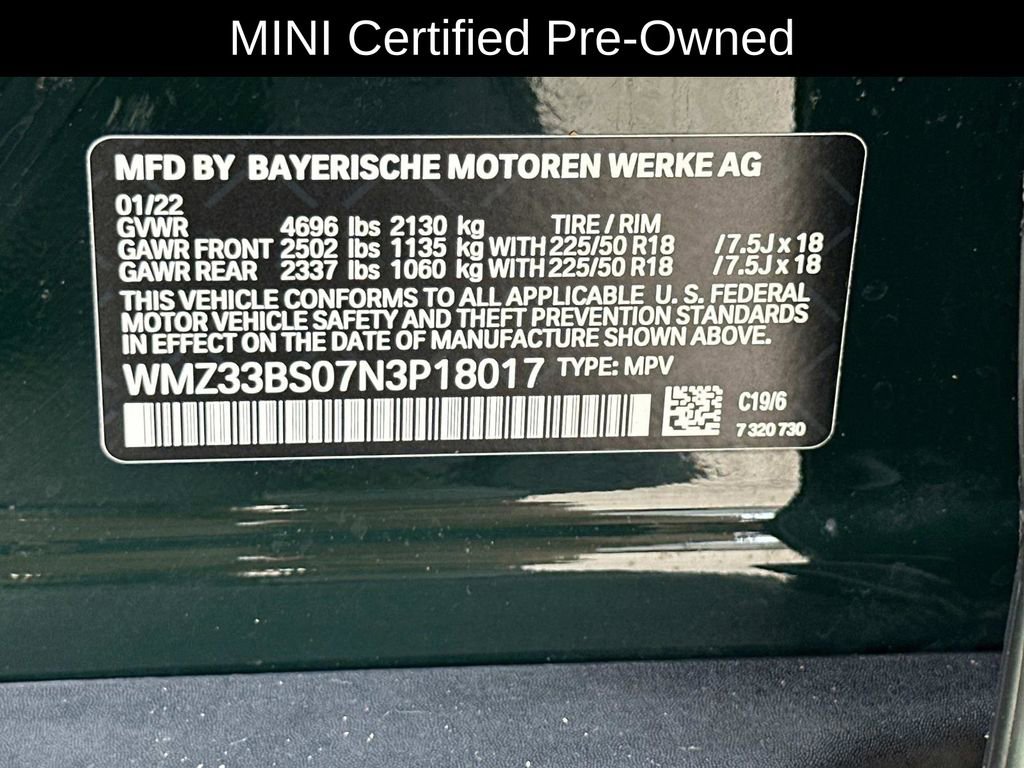 MINI Certified Pre-Owned
MFD BY BAYERISCHE MOTOREN WERKE AG
01/22
GVWR 4696 lbs 2130 kg TIRE / RIM
GAWR FRONT 2502 lbs 1135 kg WITH 225/50 R18 /7.5J x 18
GAWR REAR 2337 lbs 1060 kg WITH 225/50 R18 /7.5J x 18
THIS VEHICLE CONFORMS TO ALL APPLICABLE U. S. FEDERAL
MOTOR VEHICLE SAFETY AND THEFT PREVENTION STANDARDS
IN EFFECT ON THE DATE OF MANUFACTURE SHOWN ABOVE.
WMZ33BS07N3P18017 TYPE: MPV
C19/6
7 320 730